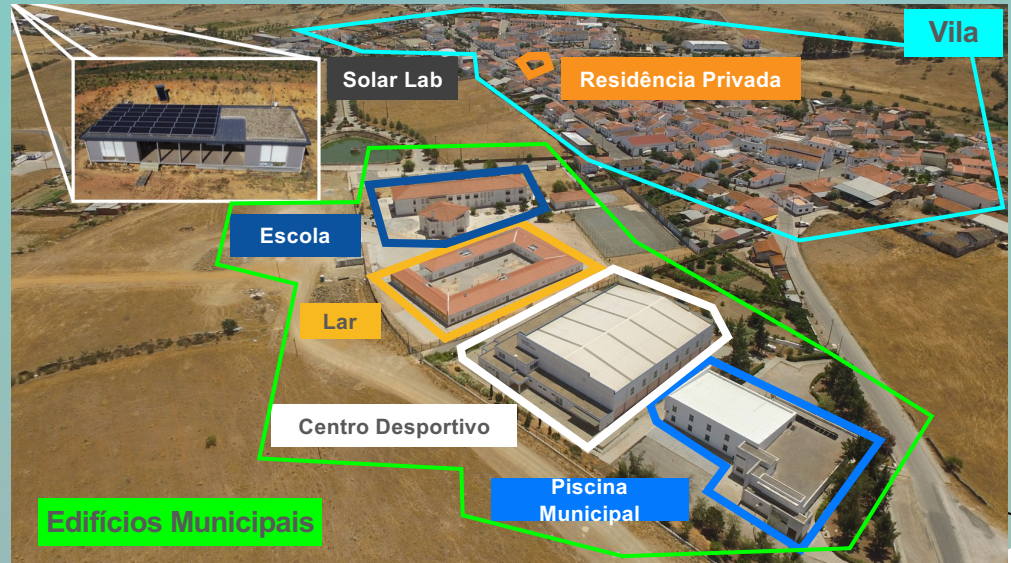 Vila
Solar Lab
Residência Privada
Escola
Lar
Centro Desportivo
Piscina
Municipal
Edifícios Municipais